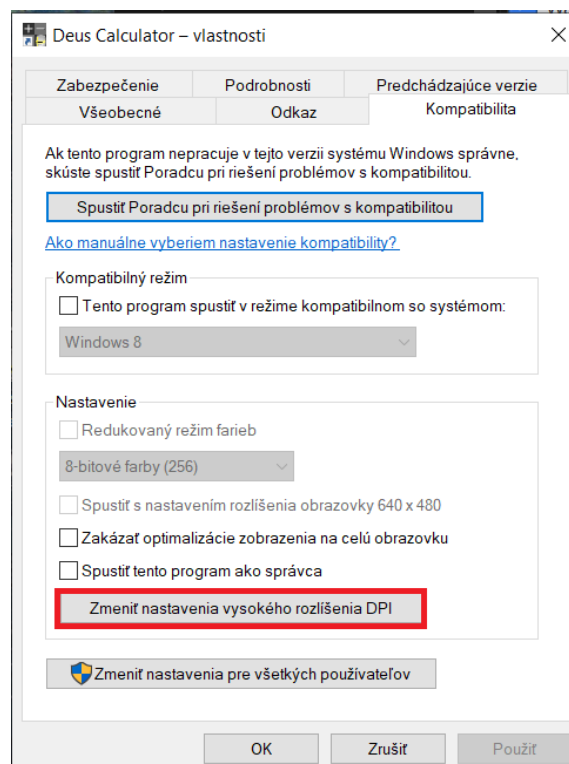 Deus Calculator – vlastnosti
Zabezpečenie Podrobnosti Predchádzajúce verzie
Všeobecné Odkaz Kompatibilita
Ak tento program nepracuje v tejto verzii systému Windows správne,
skúste spustiť Poradcu pri riešení problémov s kompatibilitou.
Spustiť Poradcu pri riešení problémov s kompatibilitou
Ako manuálne vyberiem nastavenie kompatibility?
Kompatibilný režim
Tento program spustiť v režime kompatibilnom so systémom:
Windows 8
Nastavenie
Redukovaný režim farieb
8-bitové farby (256)
Spustiť s nastavením rozlíšenia obrazovky 640 x 480
Zakázať optimalizácie zobrazenia na celú obrazovku
Spustiť tento program ako správca
Zmeniť nastavenia vysokého rozlíšenia DPI
Zmeniť nastavenia pre všetkých používateľov
OK Zrušiť Použiť